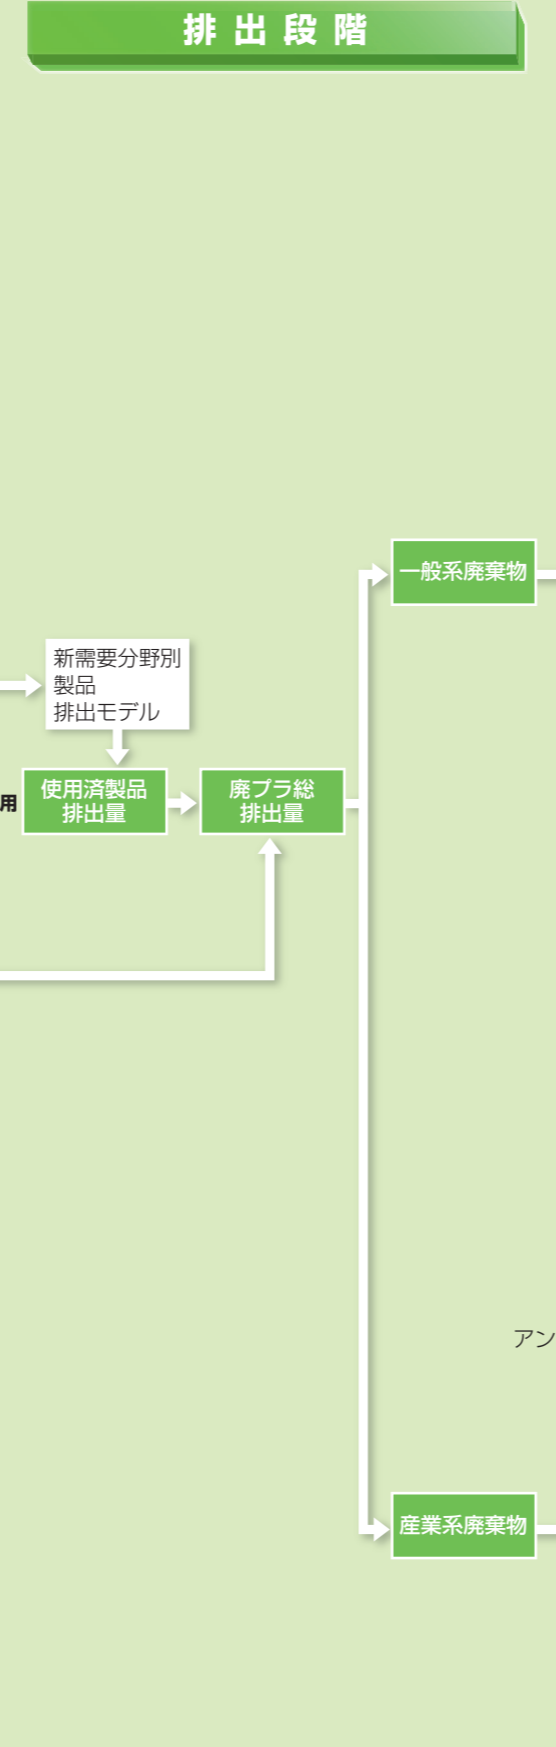 排出段階
一般系廃棄物
新需要分野別
製品
排出モデル
用
使用済製品
排出量
廃プラ総
排出量
アン
産業系廃棄物